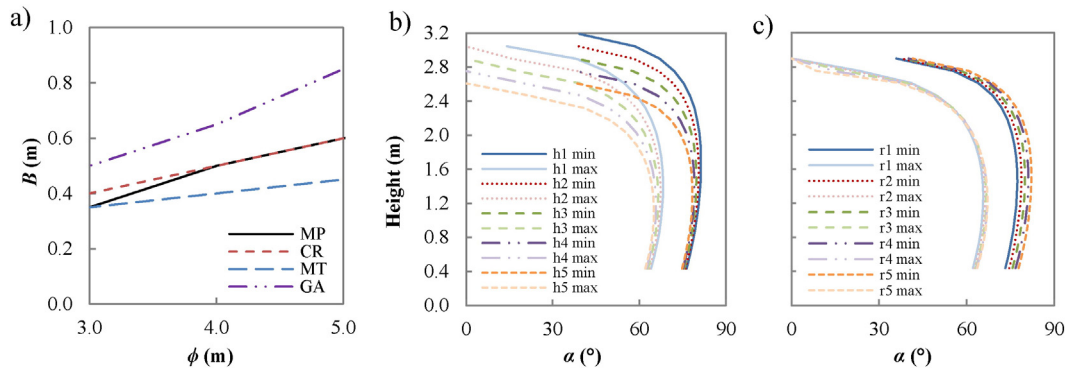 a)
1.0
0.8
0.6
0.4
0.2
0.0
B (m)
MP
CR
MT
GA
3.0 4.0 5.0
ϕ (m)
b)
3.2
2.8
2.4
2.0
1.6
1.2
0.8
0.4
0.0
Height (m)
h1 min
h1 max
h2 min
h2 max
h3 min
h3 max
h4 min
h4 max
h5 min
h5 max
0 30 60 90
α (°)
c)
r1 min
r1 max
r2 min
r3 max
r3 min
r3 max
r4 min
r4 max
r5 min
r5 max
0 30 60 90
α (°)